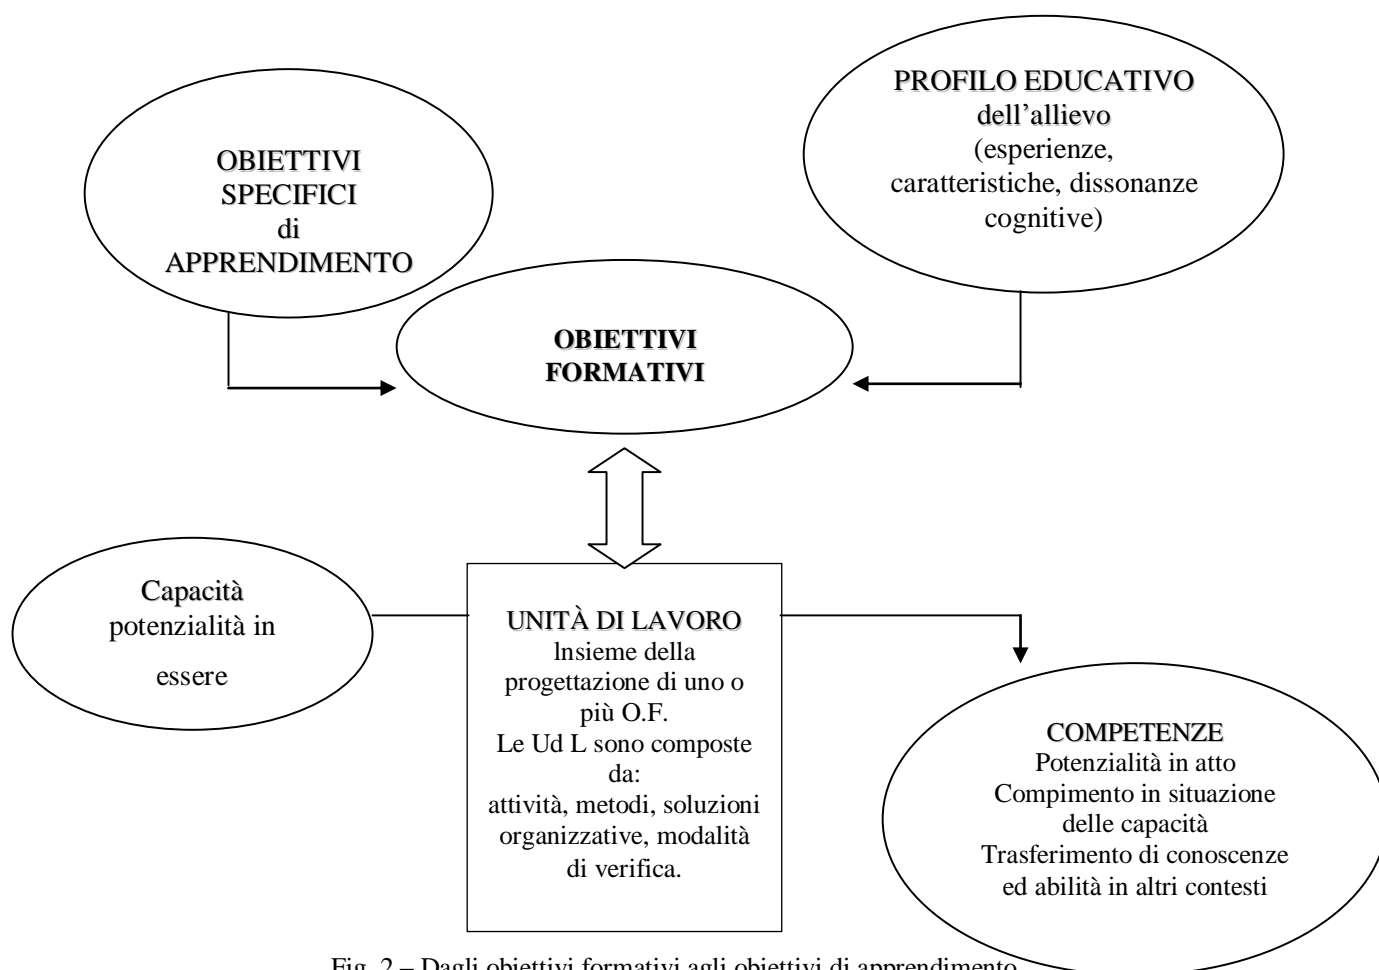 OBIETTIVI
SPECIFICI
di
APPRENDIMENTO
PROFILO EDUCATIVO
dell’allievo
(esperienze,
caratteristiche, dissonanze
cognitive)
OBIETTIVI
FORMATIVI
Capacità
potenzialità in
essere
UNITÀ DI LAVORO
Insieme della
progettazione di uno o
più O.F.
Le Ud L sono composte
da:
attività, metodi, soluzioni
organizzative, modalità
di verifica.
COMPETENZE
Potenzialità in atto
Compimento in situazione
delle capacità
Trasferimento di conoscenze
ed abilità in altri contesti
Fig. 2 – Dagli obiettivi formativi agli obiettivi di apprendimento